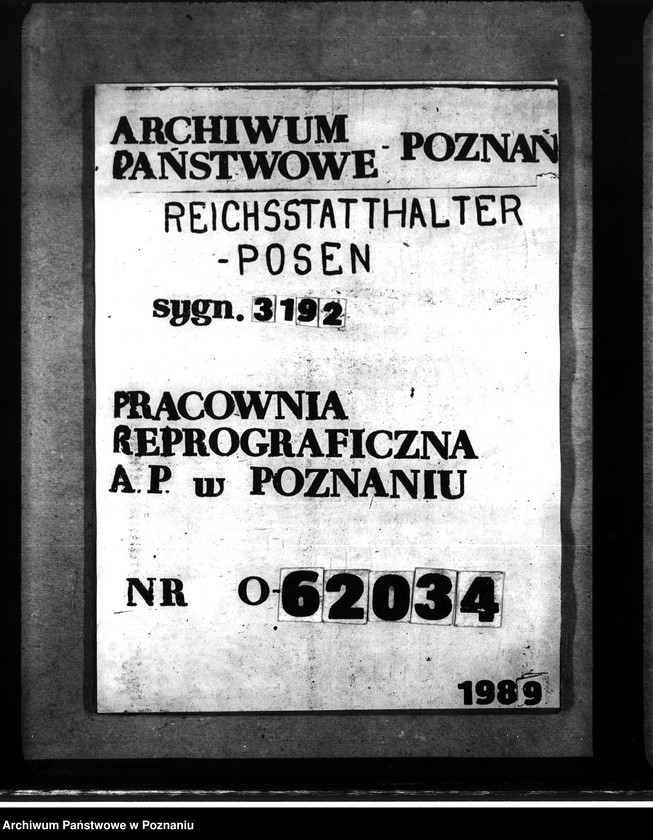 ARCHIWUM
PAŃSTWOWE - POZNAŃ
REICHSSTATTHALTER
-POSEN
sygn. 3192
PRACOWNIA
REPROGRAFICZNA
A.P. w POZNANIU
NR O-62034
1989
Archiwum Państwowe w Poznaniu